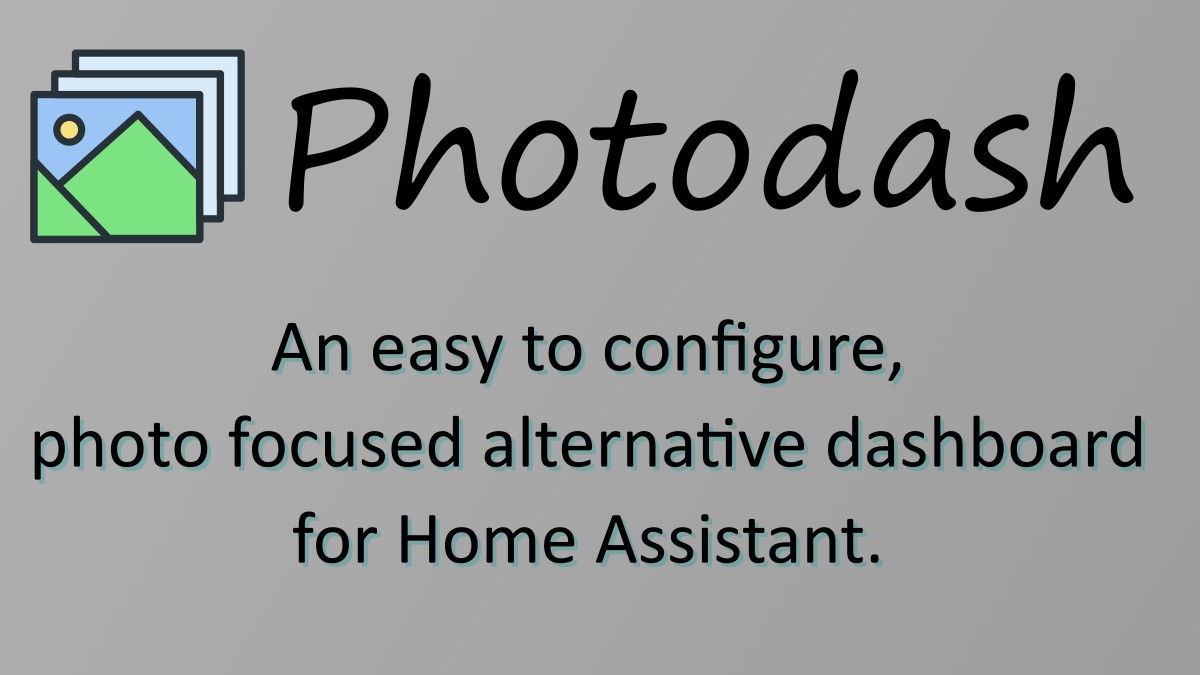 Photodash
An easy to configure,
photo focused alternative dashboard
for Home Assistant.